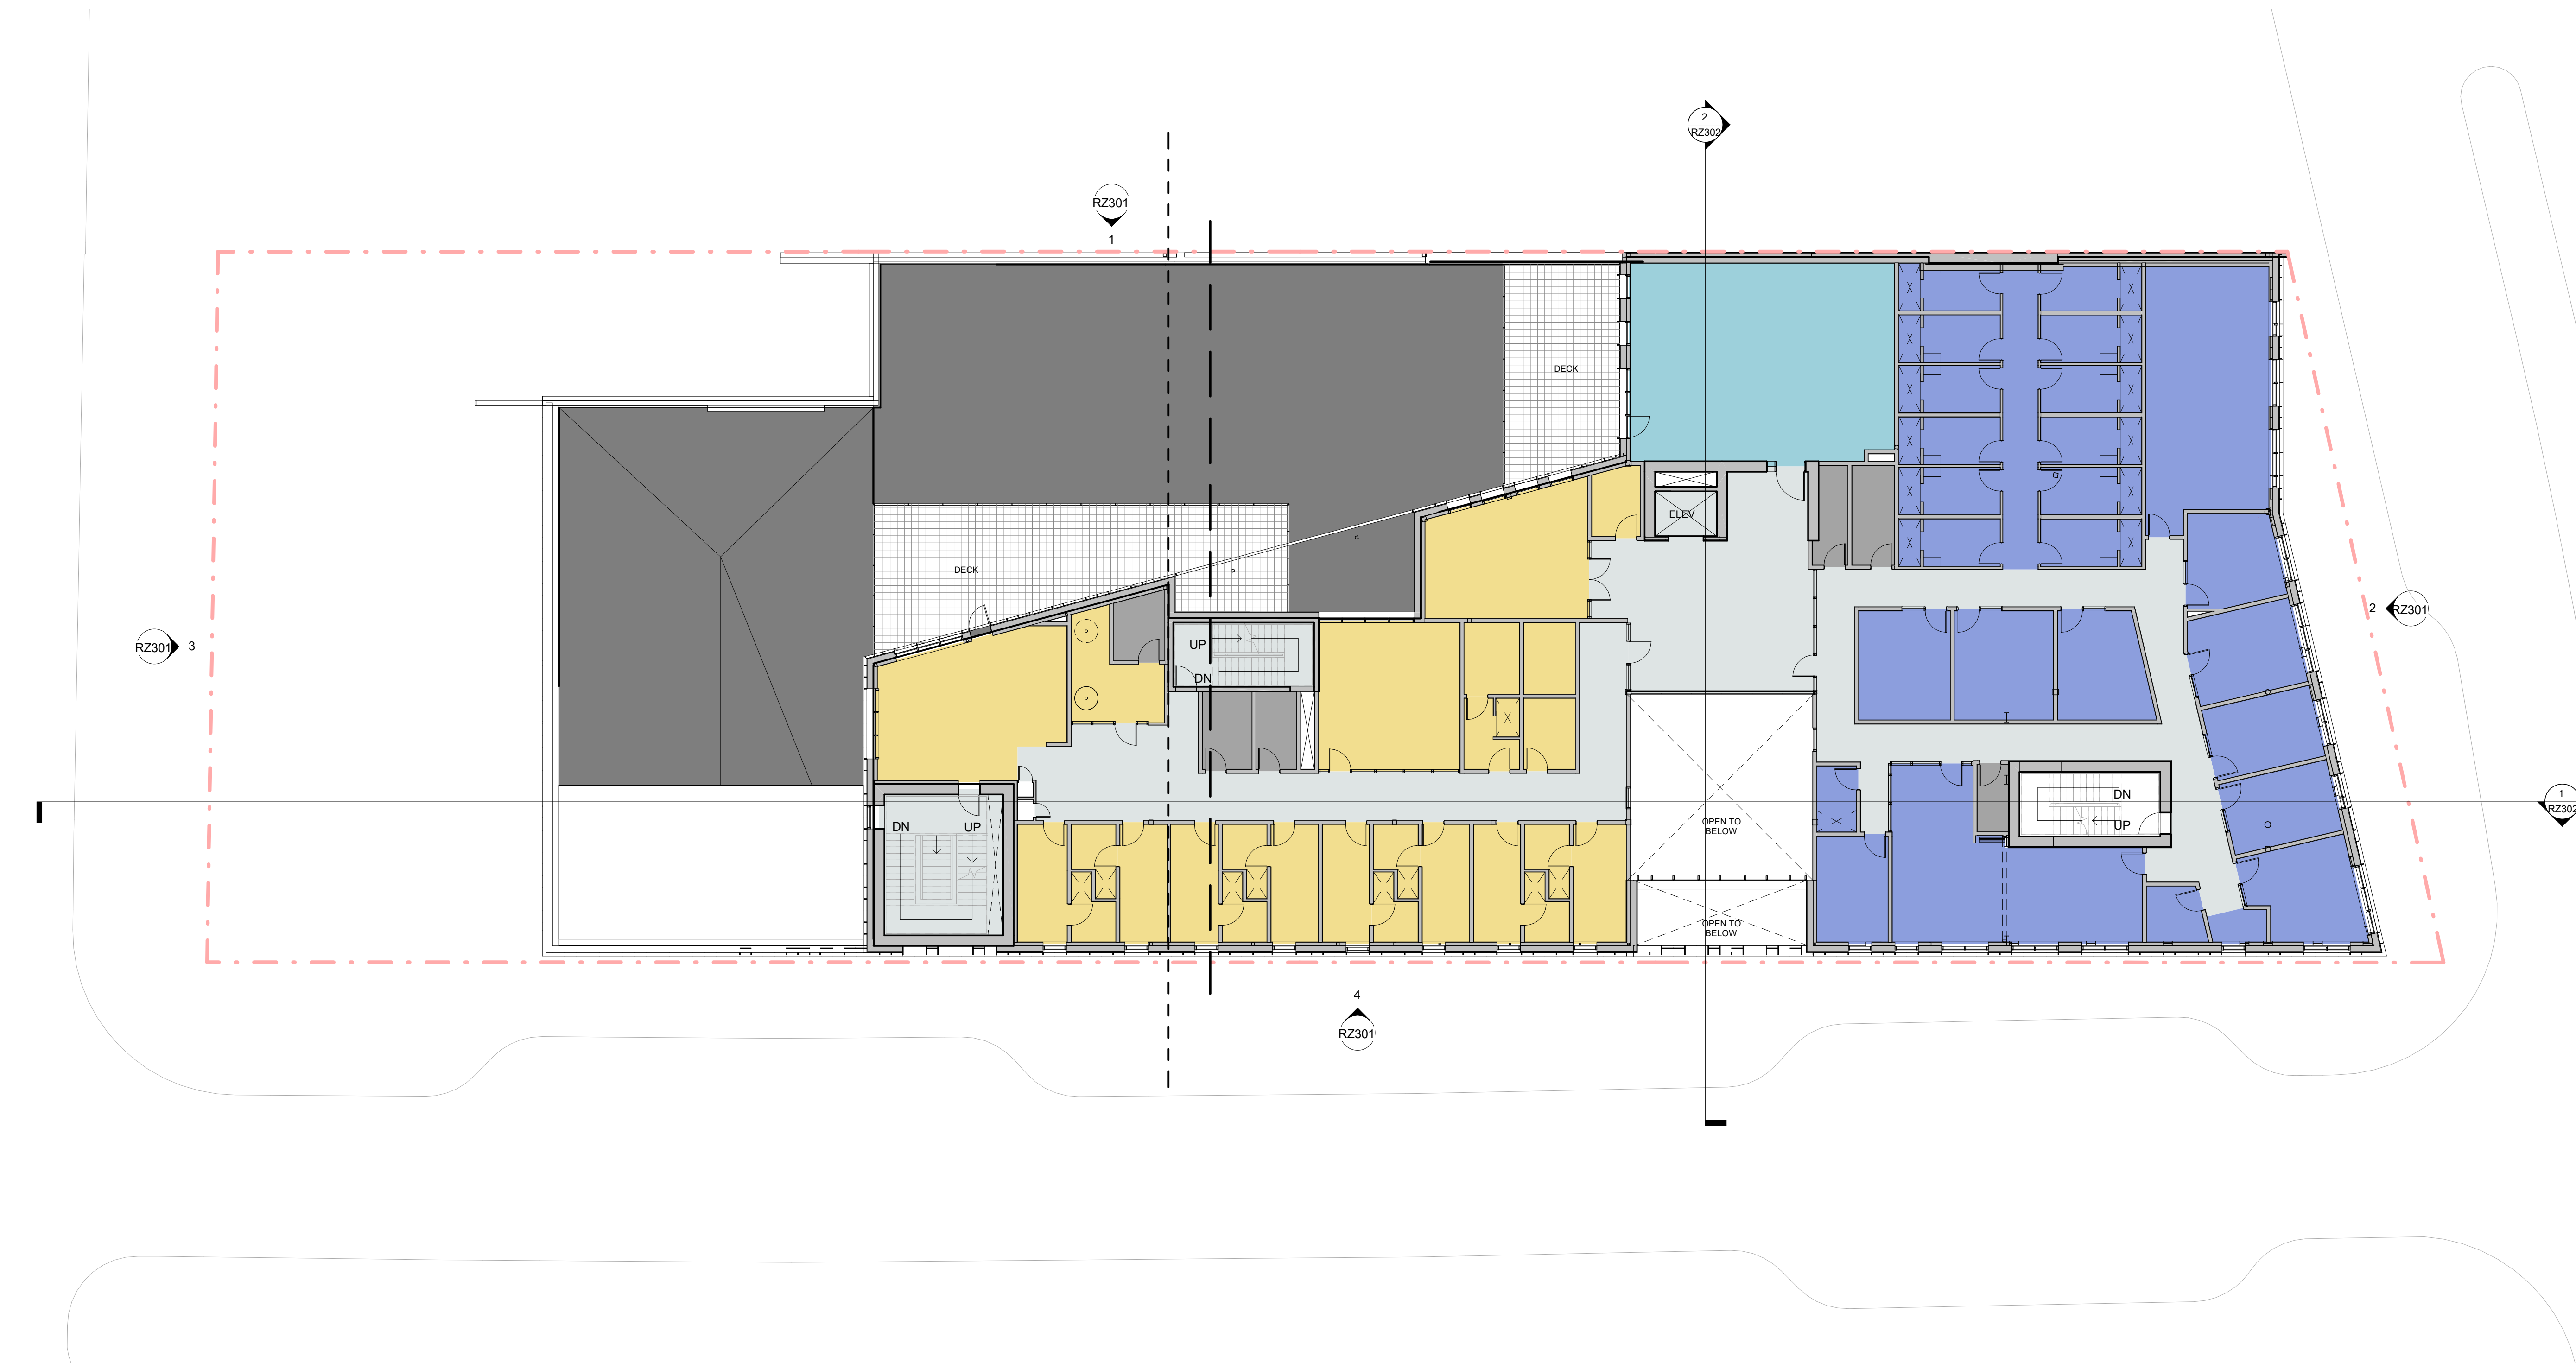 2
RZ302
RZ301
1
DECK
ELEV
DECK
2
RZ301
RZ301
3
UP
DN
DN
UP
DN
UP
1
RZ302
OPEN TO
BELOW
OPEN TO
BELOW
4
RZ301